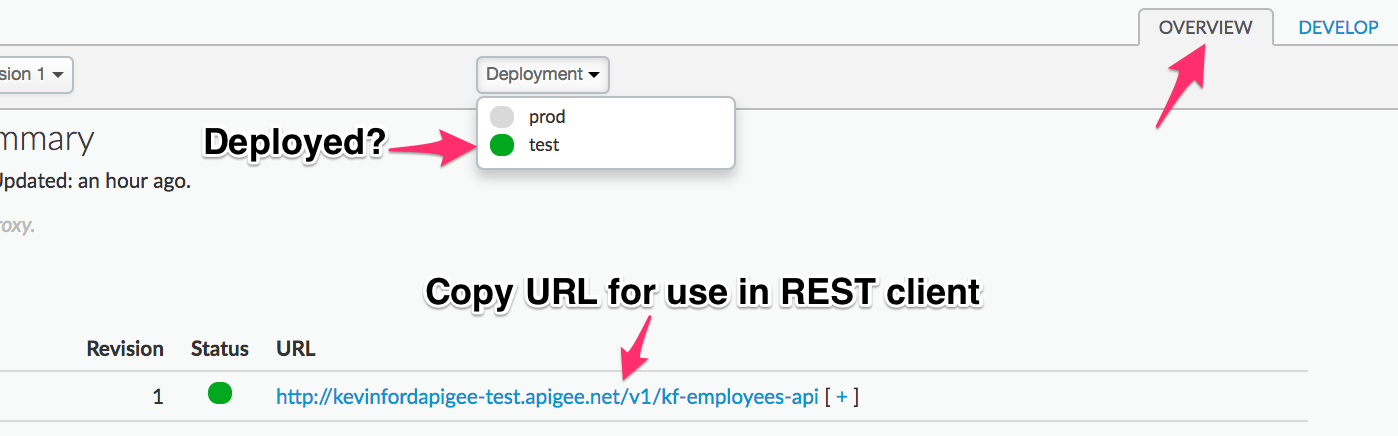 OVERVIEW DEVELOP
sion 1 Deployment
prod
mmary
Deployed? test
Updated: an hour ago.
roxy.
Copy URL for use in REST client
Revision Status URL
1 http://kevinfordapigee-test.apigee.net/v1/kf-employees-api [ + ]